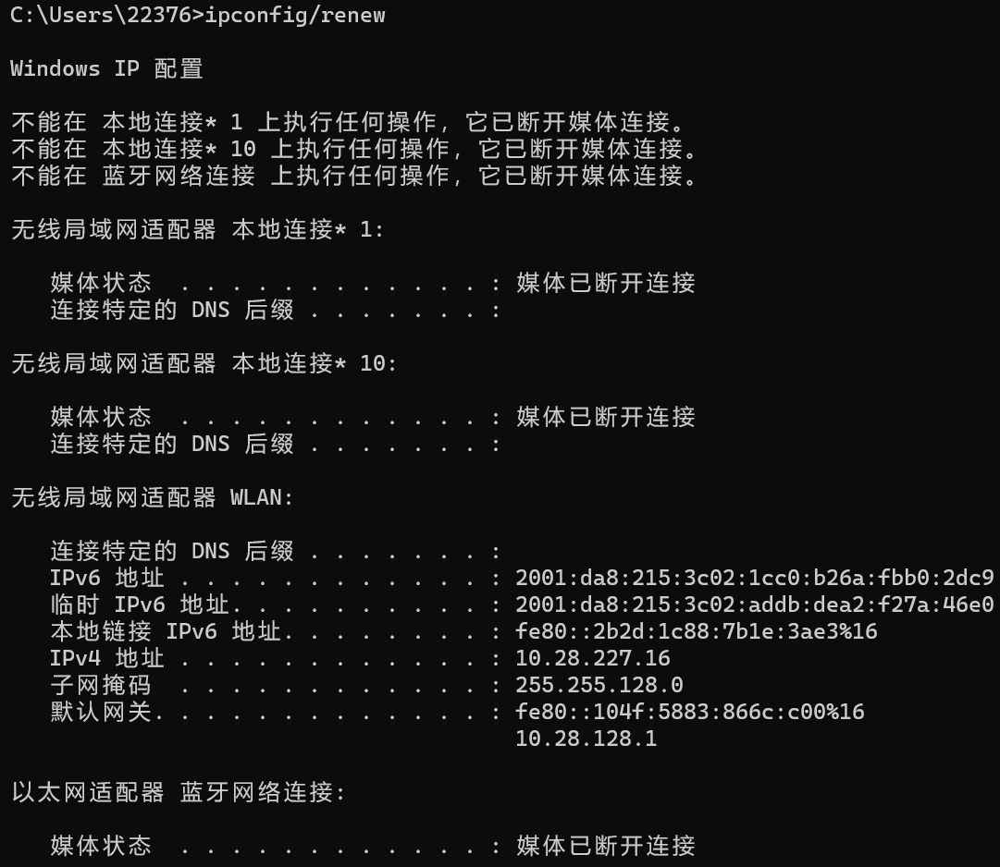 C:\Users\22376>ipconfig/renew
Windows IP 配置
不能在 本地连接* 1 上执行任何操作，它已断开媒体连接。
不能在 本地连接* 10 上执行任何操作，它已断开媒体连接。
不能在 蓝牙网络连接 上执行任何操作，它已断开媒体连接。
无线局域网适配器 本地连接* 1:
媒体状态  . . . . . . . . . . . . : 媒体已断开连接
连接特定的 DNS 后缀 . . . . . . . :
无线局域网适配器 本地连接* 10:
媒体状态  . . . . . . . . . . . . : 媒体已断开连接
连接特定的 DNS 后缀 . . . . . . . :
无线局域网适配器 WLAN:
连接特定的 DNS 后缀 . . . . . . . :
IPv6 地址 . . . . . . . . . . . . : 2001:da8:215:3c02:1cc0:b26a:fbb0:2dc9
临时 IPv6 地址. . . . . . . . . . : 2001:da8:215:3c02:addb:dea2:f27a:46e0
本地链接 IPv6 地址. . . . . . . . : fe80::2b2d:1c88:7b1e:3ae3%16
IPv4 地址 . . . . . . . . . . . . : 10.28.227.16
子网掩码  . . . . . . . . . . . . : 255.255.128.0
默认网关. . . . . . . . . . . . . : fe80::104f:5883:866c:c00%16
10.28.128.1
以太网适配器 蓝牙网络连接:
媒体状态  . . . . . . . . . . . . : 媒体已断开连接